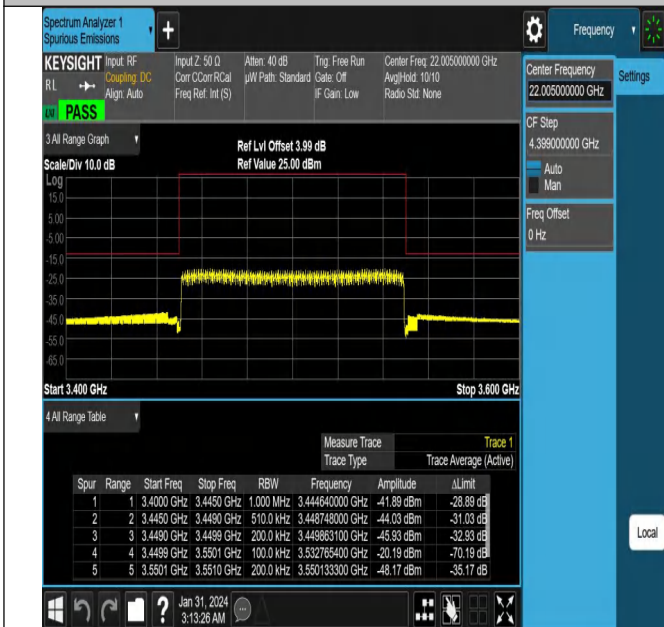 Spectrum Analyzer 1
Spurious Emissions
Frequency
KEYSIGHT Input: RF Input Z: 50 Ω Atten: 40 dB Trig: Free Run Center Freq: 22.005000000 GHz
RL Coupling: DC Corr CCorr RCal µW Path: Standard Gate: Off Avg|Hold: 10/10
Align: Auto Freq Ref: Int (S) IF Gain: Low Radio Std: None
PASS
Center Frequency
22.005000000 GHz
Settings
CF Step
4.399000000 GHz
Auto
Man
Freq Offset
0 Hz
3 All Range Graph
Ref Lvl Offset 3.99 dB
Scale/Div 10.0 dB Ref Value 25.00 dBm
Log
15.0
5.00
-5.00
-15.0
-25.0
-35.0
-45.0
-55.0
-65.0
Start 3.400 GHz Stop 3.600 GHz
4 All Range Table
Measure Trace Trace 1
Trace Type Trace Average (Active)
Spur Range Start Freq Stop Freq RBW Frequency Amplitude ΔLimit
1 1 3.4000 GHz 3.4450 GHz 1.000 MHz 3.444640000 GHz -41.89 dBm -28.89 dB
2 2 3.4450 GHz 3.4490 GHz 510.0 kHz 3.448748000 GHz -44.03 dBm -31.03 dB
3 3 3.4490 GHz 3.4499 GHz 200.0 kHz 3.449863100 GHz -45.93 dBm -32.93 dB
4 4 3.4499 GHz 3.5501 GHz 100.0 kHz 3.532765400 GHz -20.19 dBm -70.19 dB
5 5 3.5501 GHz 3.5510 GHz 200.0 kHz 3.550133300 GHz -48.17 dBm -35.17 dB
Local
Jan 31, 2024
3:13:26 AM